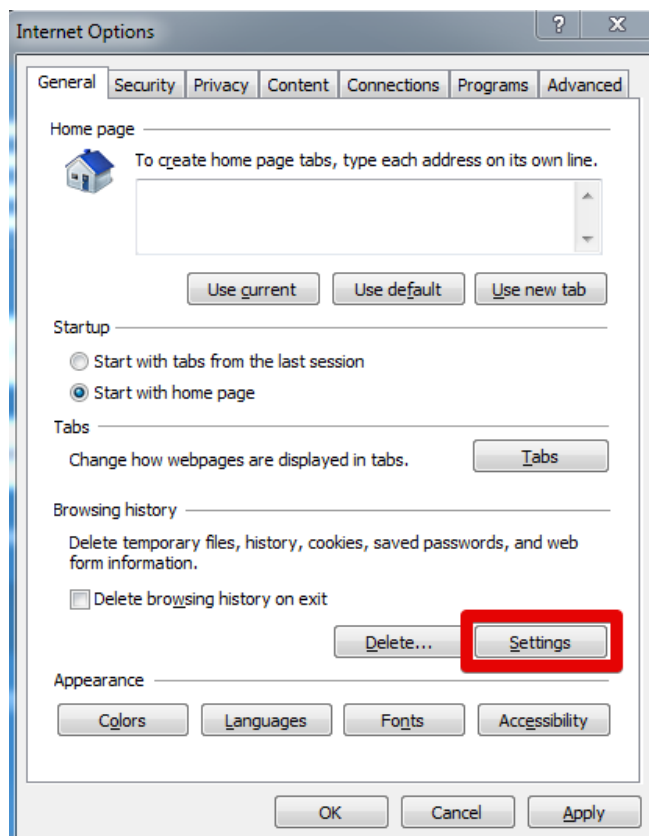 Internet Options
General Security Privacy Content Connections Programs Advanced
Home page
To create home page tabs, type each address on its own line.
Use current Use default Use new tab
Startup
Start with tabs from the last session
Start with home page
Tabs
Change how webpages are displayed in tabs. Tabs
Browsing history
Delete temporary files, history, cookies, saved passwords, and web
form information.
Delete browsing history on exit
Delete... Settings
Appearance
Colors Languages Fonts Accessibility
OK Cancel Apply